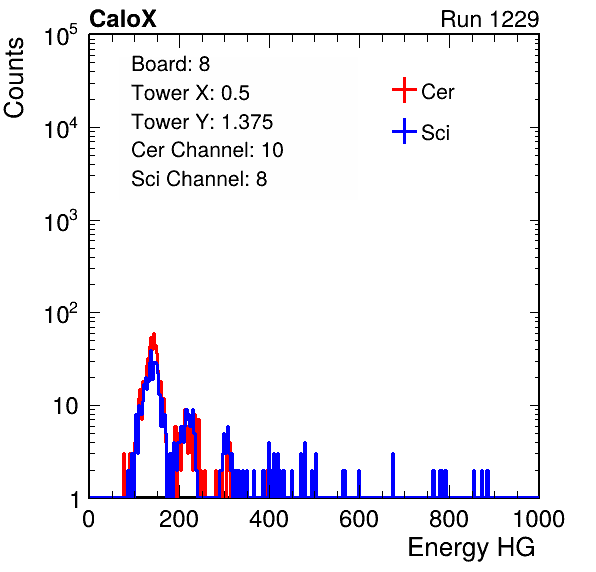 CaloX Run 1229
Board: 8
Tower X: 0.5
Tower Y: 1.375
Cer Channel: 10
Sci Channel: 8
Cer
Sci
Counts
10^5
10^4
10^3
10^2
10
1
0 200 400 600 800 1000
Energy HG